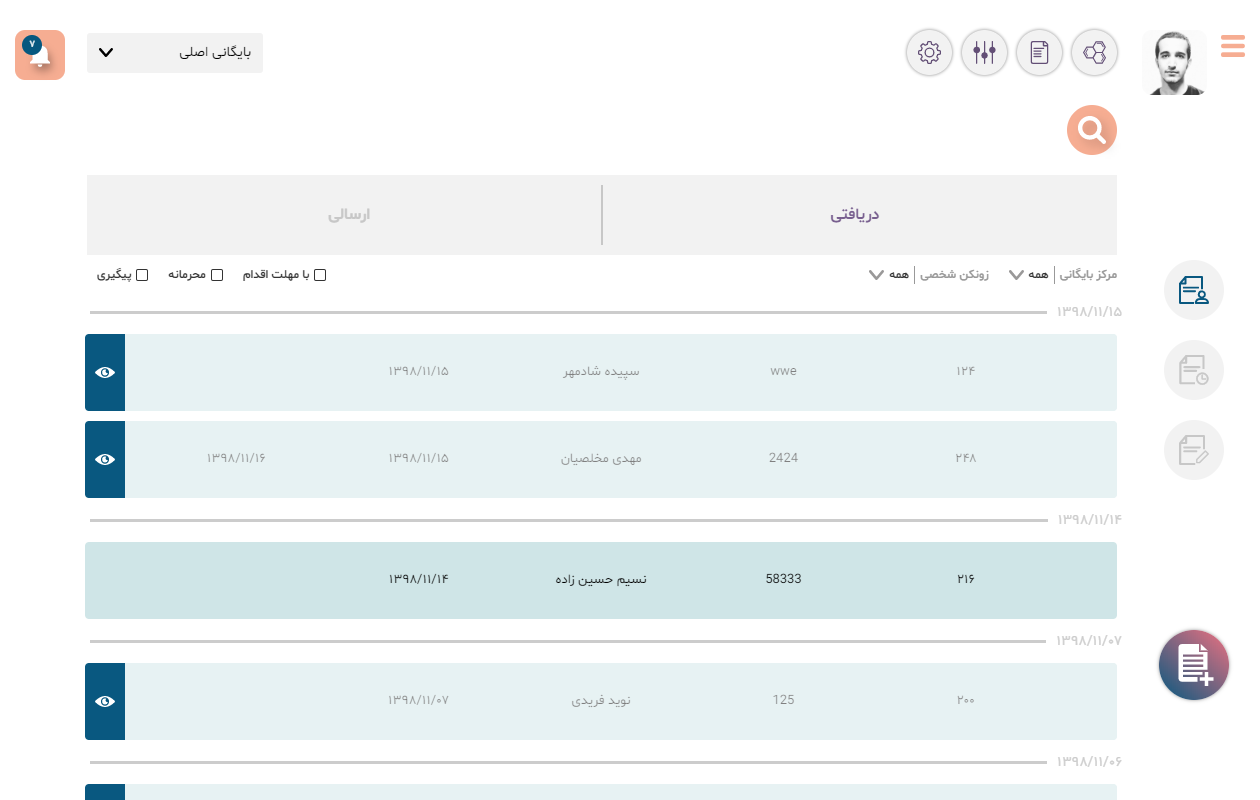 بایگانی اصلی
۷
دریافتی
ارسالی
مرکز بایگانی همه زونکن شخصی همه با مهلت اقدام محرمانه پیگیری
۱۳۹۸/۱۱/۱۵
۱۲۴ wwe سپیده شادمهر ۱۳۹۸/۱۱/۱۵
۲۴۸ 2424 مهدی مخلصیان ۱۳۹۸/۱۱/۱۵ ۱۳۹۸/۱۱/۱۶
۱۳۹۸/۱۱/۱۴
۲۱۶ 58333 نسیم حسین زاده ۱۳۹۸/۱۱/۱۴
۱۳۹۸/۱۱/۰۷
۲۰۰ 125 نوید فریدی ۱۳۹۸/۱۱/۰۷
۱۳۹۸/۱۱/۰۶